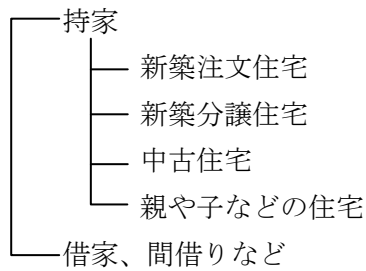 持家
新築注文住宅
新築分譲住宅
中古住宅
親や子などの住宅
借家、間借りなど